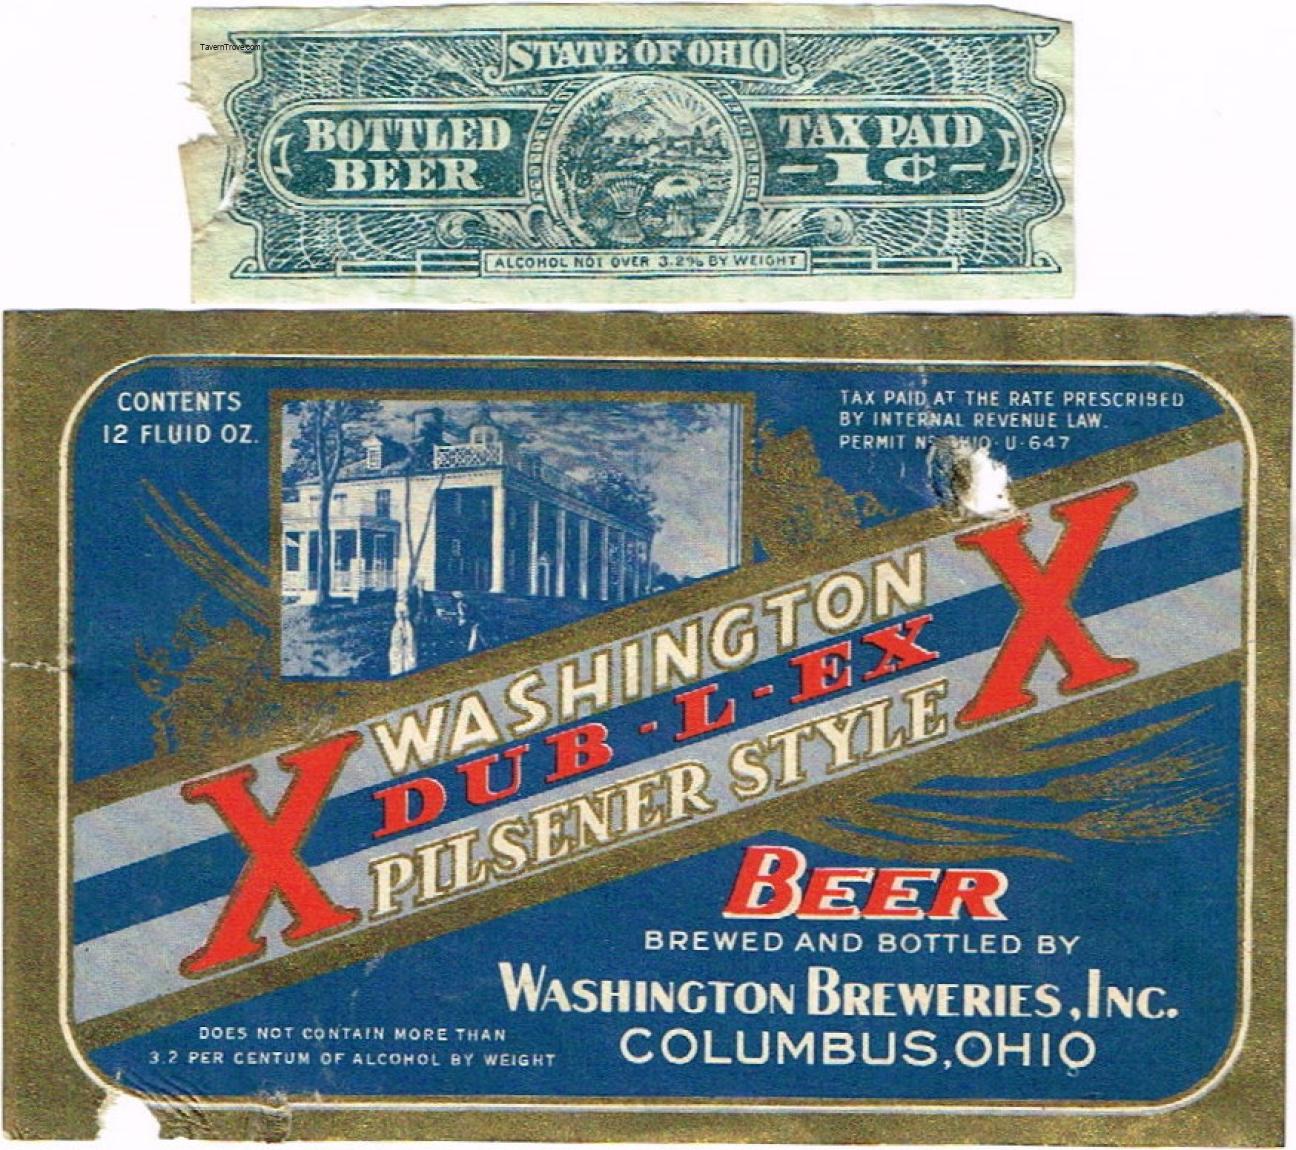 TavernTrove.com
STATE OF OHIO
BOTTLED
BEER
TAX PAID
-1¢-
ALCOHOL NOT OVER 3.2% BY WEIGHT
CONTENTS
12 FLUID OZ.
TAX PAID AT THE RATE PRESCRIBED
BY INTERNAL REVENUE LAW.
PERMIT U-647
X
WASHINGTON
DUB-L-EX
PILSENER STYLE
X
BEER
BREWED AND BOTTLED BY
WASHINGTON BREWERIES, INC.
COLUMBUS, OHIO
DOES NOT CONTAIN MORE THAN
3.2 PER CENTUM OF ALCOHOL BY WEIGHT